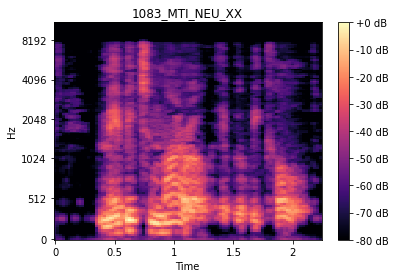 1083_MTI_NEU_XX
8192
4096
2048
1024
512
0
Hz
0
0.5
1
1.5
2
Time
+0 dB
-10 dB
-20 dB
-30 dB
-40 dB
-50 dB
-60 dB
-70 dB
-80 dB